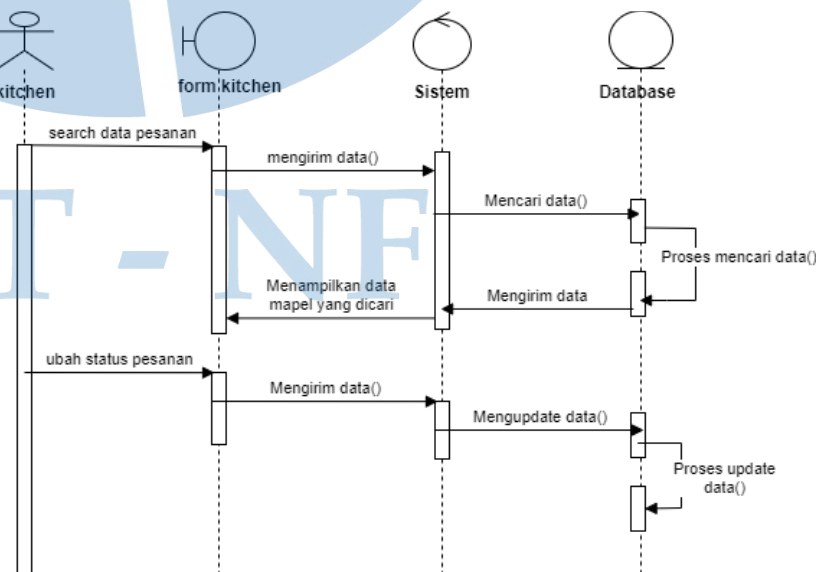 kitchen
form kitchen
Sistem
Database
search data pesanan
mengirim data()
Mencari data()
Proses mencari data()
Menampilkan data
mapel yang dicari
Mengirim data
ubah status pesanan
Mengirim data()
Mengupdate data()
Proses update
data()
T - NF